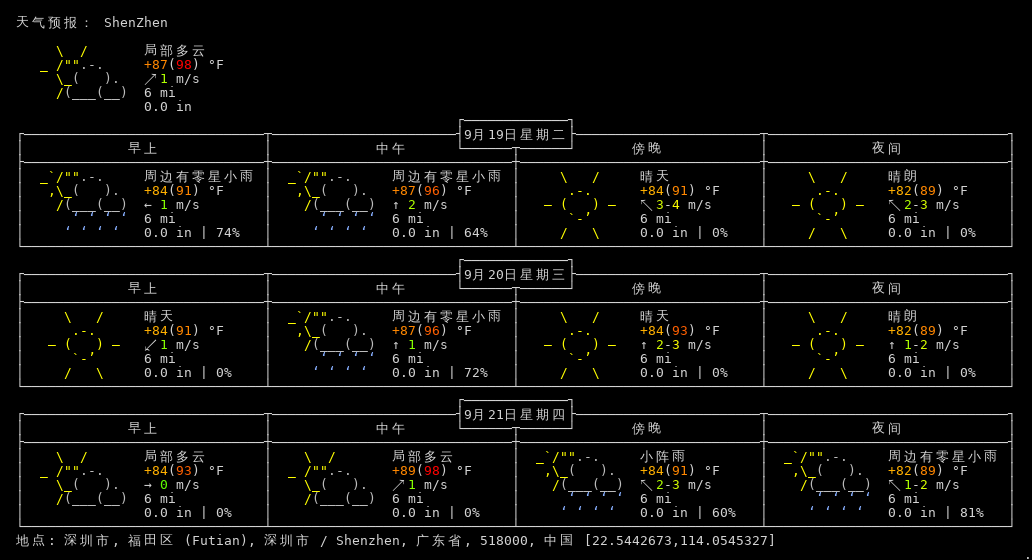 天气预报： ShenZhen
局部多云
+87(98) °F
↗1 m/s
6 mi
0.0 in
9月19日星期二
早上 中午 傍晚 夜间
周边有零星小雨 周边有零星小雨 晴天 晴朗
+84(91) °F +87(96) °F +84(91) °F +82(89) °F
← 1 m/s ↑ 2 m/s ↖3-4 m/s ↖2-3 m/s
6 mi 6 mi 6 mi 6 mi
0.0 in | 74% 0.0 in | 64% 0.0 in | 0% 0.0 in | 0%
9月20日星期三
早上 中午 傍晚 夜间
晴天 周边有零星小雨 晴天 晴朗
+84(91) °F +87(96) °F +84(93) °F +82(89) °F
↙1 m/s ↑ 1 m/s ↑ 2-3 m/s ↑ 1-2 m/s
6 mi 6 mi 6 mi 6 mi
0.0 in | 0% 0.0 in | 72% 0.0 in | 0% 0.0 in | 0%
9月21日星期四
早上 中午 傍晚 夜间
局部多云 局部多云 小阵雨 周边有零星小雨
+84(93) °F +89(98) °F +84(91) °F +82(89) °F
→ 0 m/s ↗1 m/s ↖2-3 m/s ↖1-2 m/s
6 mi 6 mi 6 mi 6 mi
0.0 in | 0% 0.0 in | 0% 0.0 in | 60% 0.0 in | 81%
地点: 深圳市, 福田区 (Futian), 深圳市 / Shenzhen, 广东省, 518000, 中国 [22.5442673,114.0545327]